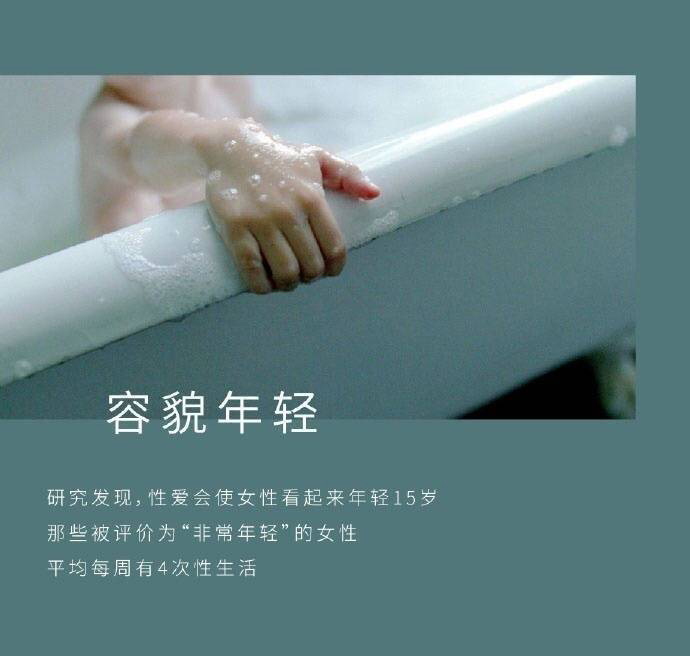 容貌年轻
研究发现,性爱会使女性看起来年轻15岁
那些被评价为“非常年轻”的女性
平均每周有4次性生活